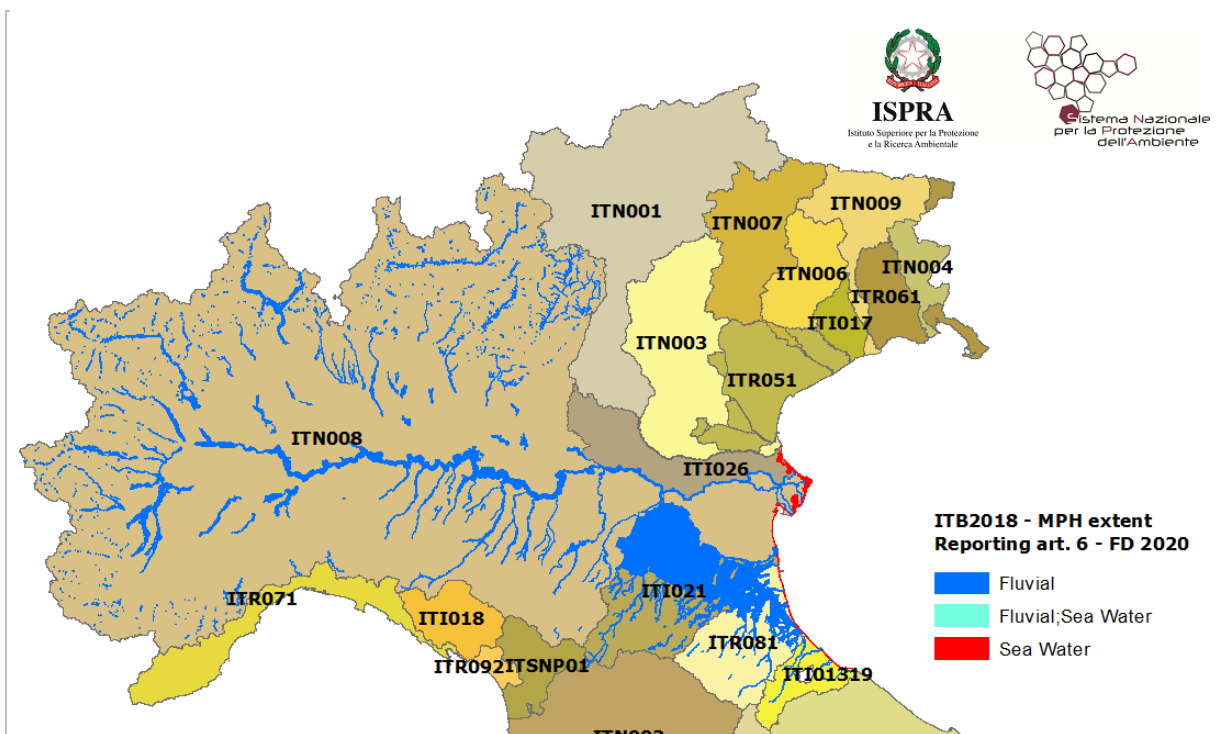 ISPRA
Istituto Superiore per la Protezione
e la Ricerca Ambientale
Sistema Nazionale
per la Protezione
dell'Ambiente
ITN001
ITN007
ITN009
ITN006
ITN004
ITR061
ITI017
ITN003
ITR051
ITN008
ITI026
ITB2018 - MPH extent
Reporting art. 6 - FD 2020
Fluvial
Fluvial;Sea Water
Sea Water
ITR071
ITI021
ITI018
ITR081
ITR092
ITSNP01
ITI01319